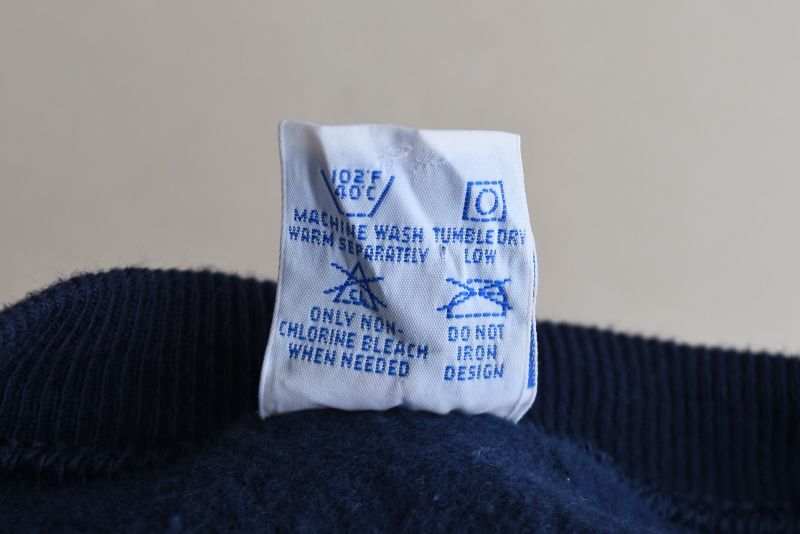 102°F
40°C
MACHINE WASH
WARM SEPARATELY
TUMBLE DRY
LOW
ONLY NON-
CHLORINE BLEACH
WHEN NEEDED
DO NOT
IRON
DESIGN